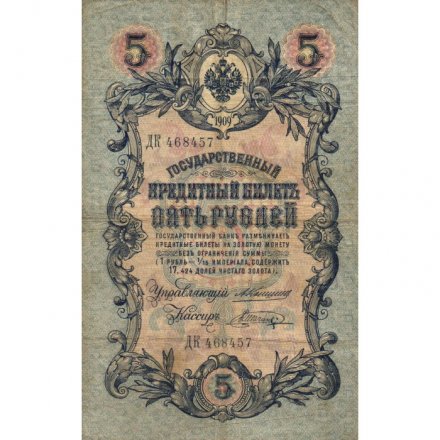 5 5
1909
ДК 468457
ГОСУДАРСТВЕННЫЙ
КРЕДИТНЫЙ БИЛЕТЪ
ПЯТЬ РУБЛЕЙ
ГОСУДАРСТВЕННЫЙ БАНКЪ РАЗМѢНИВАЕТЪ
КРЕДИТНЫЕ БИЛЕТЫ НА ЗОЛОТУЮ МОНЕТУ
БЕЗЪ ОГРАНИЧЕНІЯ СУММЫ
(1 РУБЛЬ = 1/15 ИМПЕРІАЛА, СОДЕРЖИТЪ
17,424 ДОЛЕЙ ЧИСТАГО ЗОЛОТА).
Управляющій
Кассиръ
ДК 468457
5